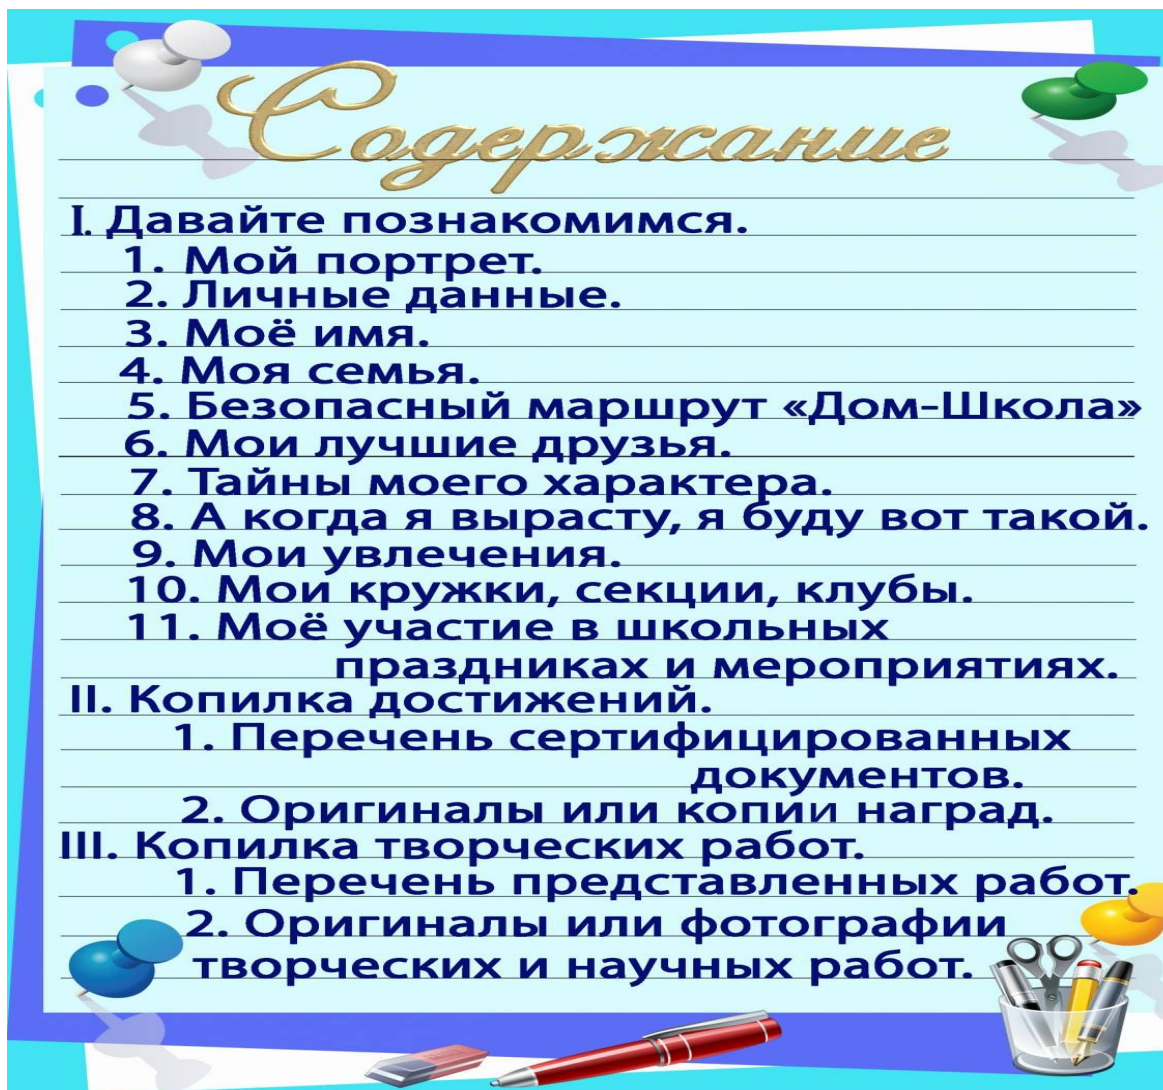 Содержание
I. Давайте познакомимся.
1. Мой портрет.
2. Личные данные.
3. Моё имя.
4. Моя семья.
5. Безопасный маршрут «Дом-Школа»
6. Мои лучшие друзья.
7. Тайны моего характера.
8. А когда я вырасту, я буду вот такой.
9. Мои увлечения.
10. Мои кружки, секции, клубы.
11. Моё участие в школьных
праздниках и мероприятиях.
II. Копилка достижений.
1. Перечень сертифицированных
документов.
2. Оригиналы или копии наград.
III. Копилка творческих работ.
1. Перечень представленных работ.
2. Оригиналы или фотографии
творческих и научных работ.